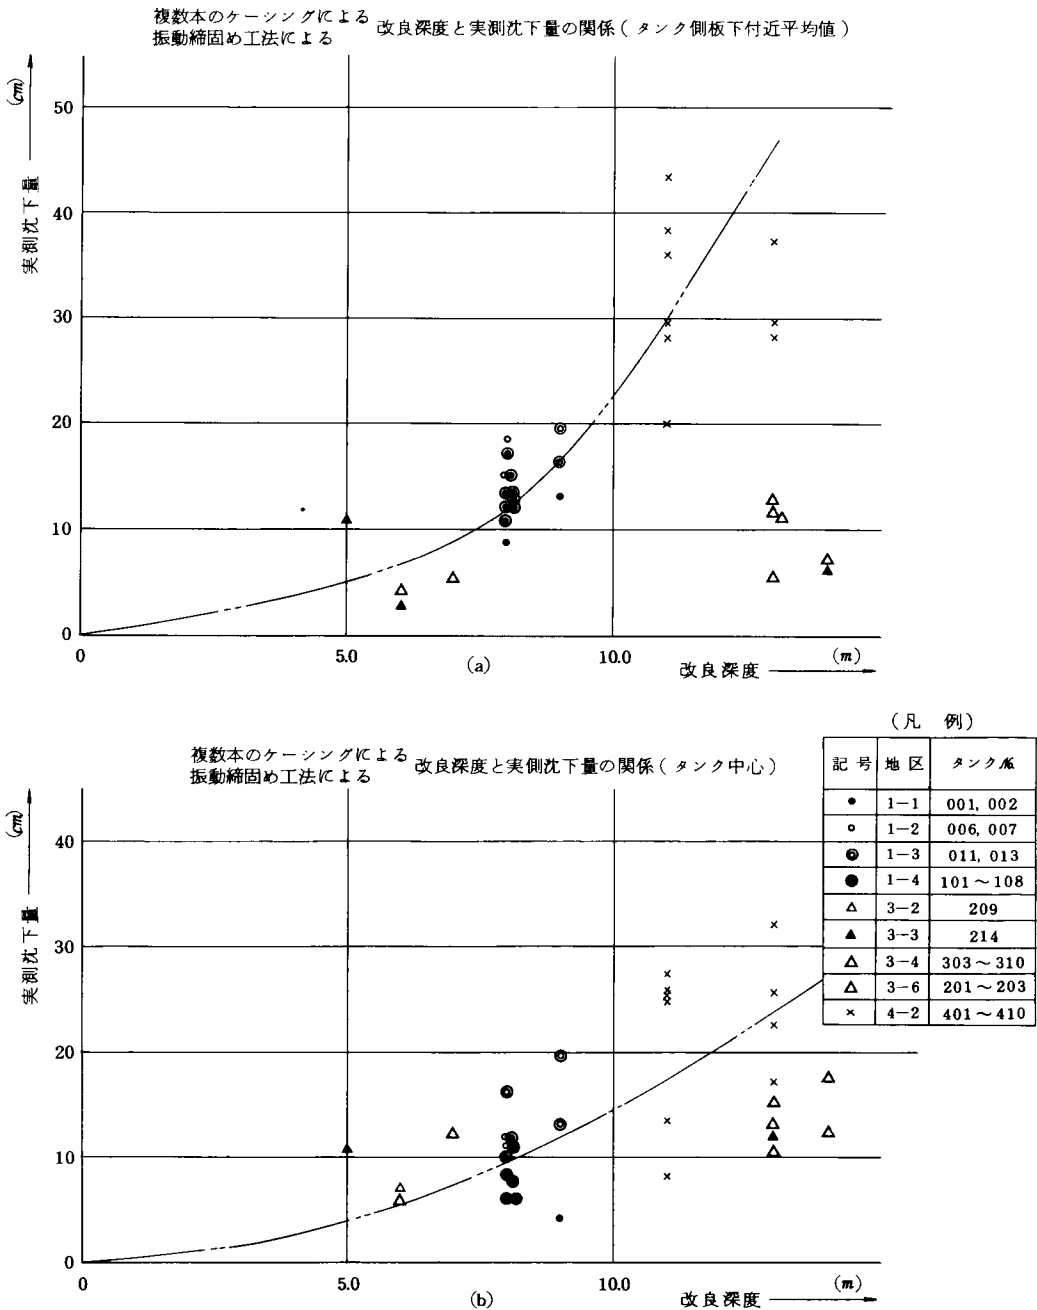 複数本のケーシングによる
振動締固め工法による
改良深度と実測沈下量の関係(タンク側板下付近平均値)
(cm)
実測沈下量
50
40
30
20
10
0
0
5.0
10.0
(m)
(a)
改良深度
複数本のケーシングによる
振動締固め工法による
改良深度と実測沈下量の関係(タンク中心)
(cm)
実測沈下量
40
30
20
10
0
0
5.0
10.0
(m)
(b)
改良深度
(凡 例)
記号 地区 タンク№
1-1 001, 002
1-2 006, 007
1-3 011, 013
1-4 101~108
3-2 209
3-3 214
3-4 303~310
3-6 201~203
4-2 401~410